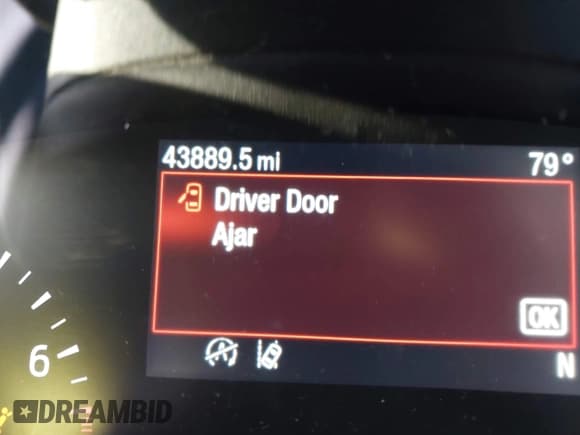 43889.5 mi 79°
Driver Door
Ajar
OK
N
6
DREAMBID